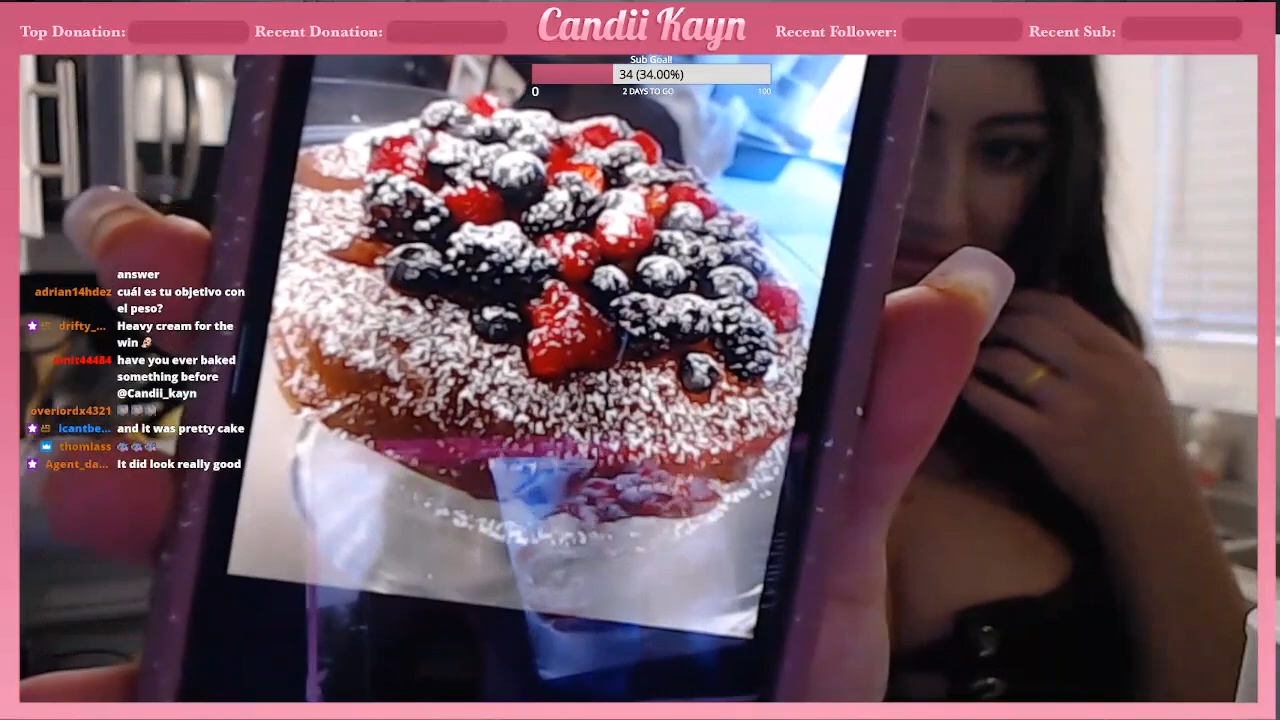 Top Donation:
Recent Donation:
Candii Kayn
Recent Follower:
Recent Sub:
Sub Goal!
34 (34.00%)
0
2 DAYS TO GO
100
answer
adrian14hdez cuál es tu objetivo con
el peso?
drifty_... Heavy cream for the
win
have you ever baked
something before
@Candii_kayn
overlordx4321
icantbe... and it was pretty cake
thomlass
Agent_da... It did look really good